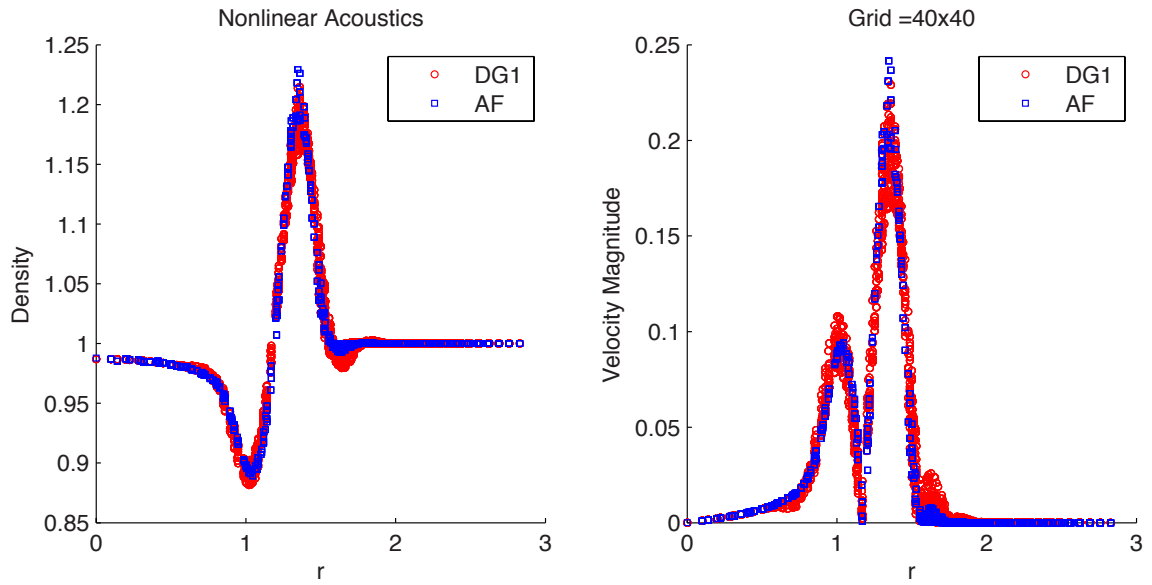 Nonlinear Acoustics
1.25
1.2
1.15
1.1
1.05
1
0.95
0.9
0.85
0
1
2
3
Density
r
DG1
AF
Grid =40x40
0.25
0.2
0.15
0.1
0.05
0
0
1
2
3
Velocity Magnitude
r
DG1
AF